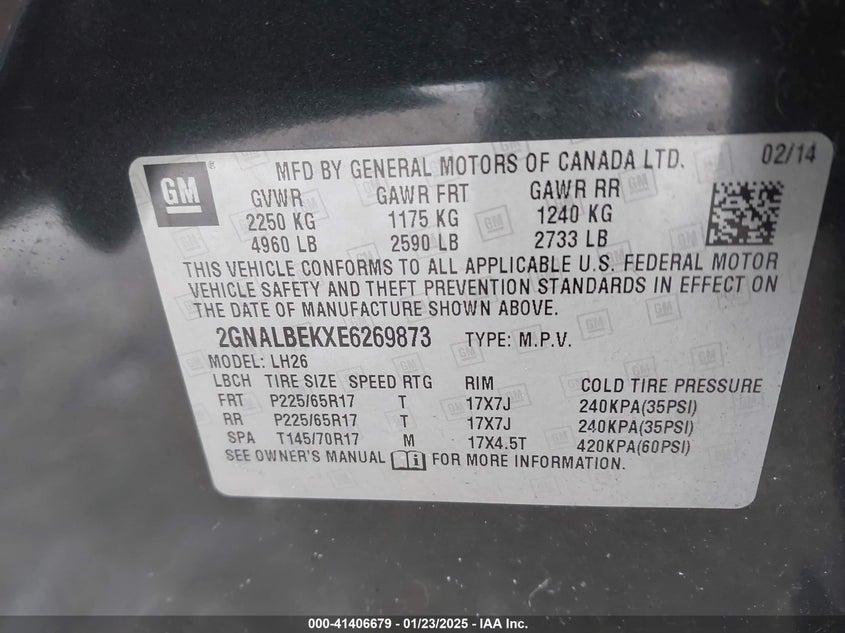 GM ®
MFD BY GENERAL MOTORS OF CANADA LTD. 02/14
GVWR GAWR FRT GAWR RR
2250 KG 1175 KG 1240 KG
4960 LB 2590 LB 2733 LB
THIS VEHICLE CONFORMS TO ALL APPLICABLE U.S. FEDERAL MOTOR
VEHICLE SAFETY AND THEFT PREVENTION STANDARDS IN EFFECT ON
THE DATE OF MANUFACTURE SHOWN ABOVE.
2GNALBEKXE6269873 TYPE: M.P.V.
MODEL: LH26
LBCH TIRE SIZE SPEED RTG RIM COLD TIRE PRESSURE
FRT P225/65R17 T 17X7J 240KPA(35PSI)
RR P225/65R17 T 17X7J 240KPA(35PSI)
SPA T145/70R17 M 17X4.5T 420KPA(60PSI)
SEE OWNER'S MANUAL FOR MORE INFORMATION.
000-41406679 - 01/23/2025 - IAA Inc.